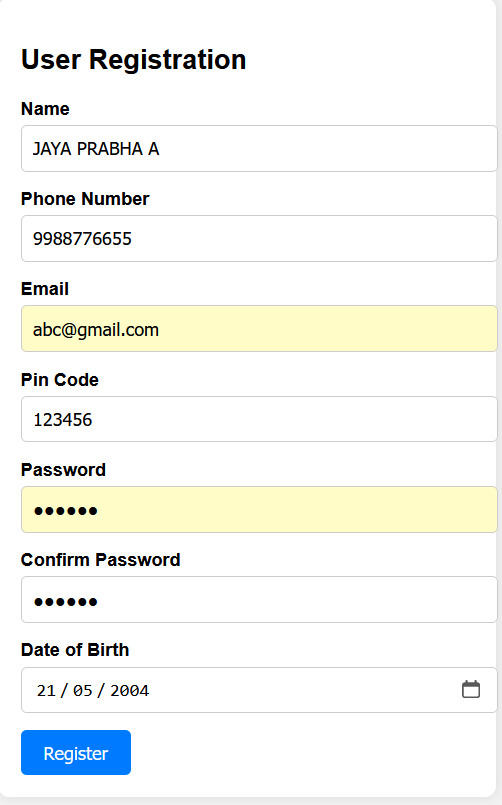 User Registration
Name
JAYA PRABHA A
Phone Number
9988776655
Email
abc@gmail.com
Pin Code
123456
Password
●●●●●●
Confirm Password
●●●●●●
Date of Birth
21 / 05 / 2004
Register